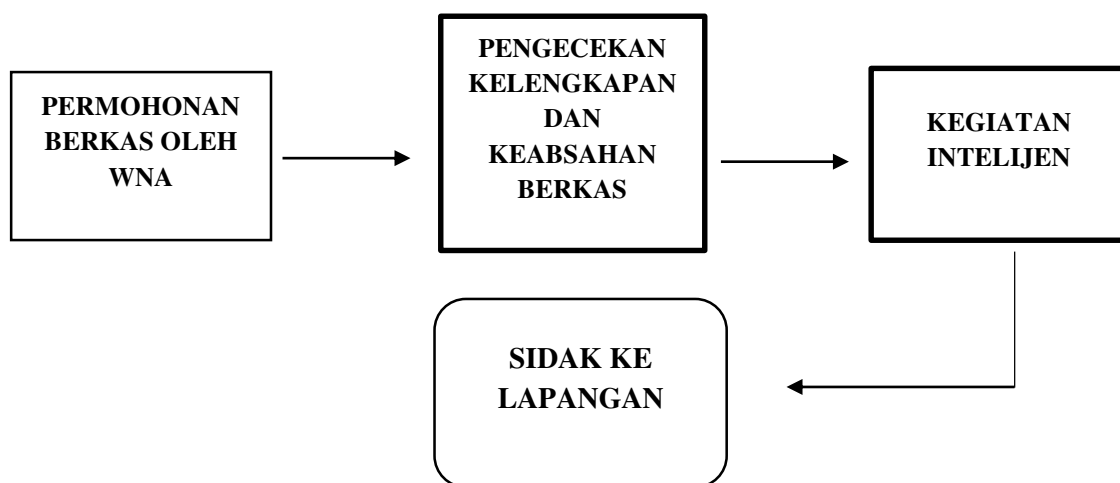 PERMOHONAN
BERKAS OLEH
WNA
PENGECEKAN
KELENGKAPAN
DAN
KEABSAHAN
BERKAS
KEGIATAN
INTELIJEN
SIDAK KE
LAPANGAN